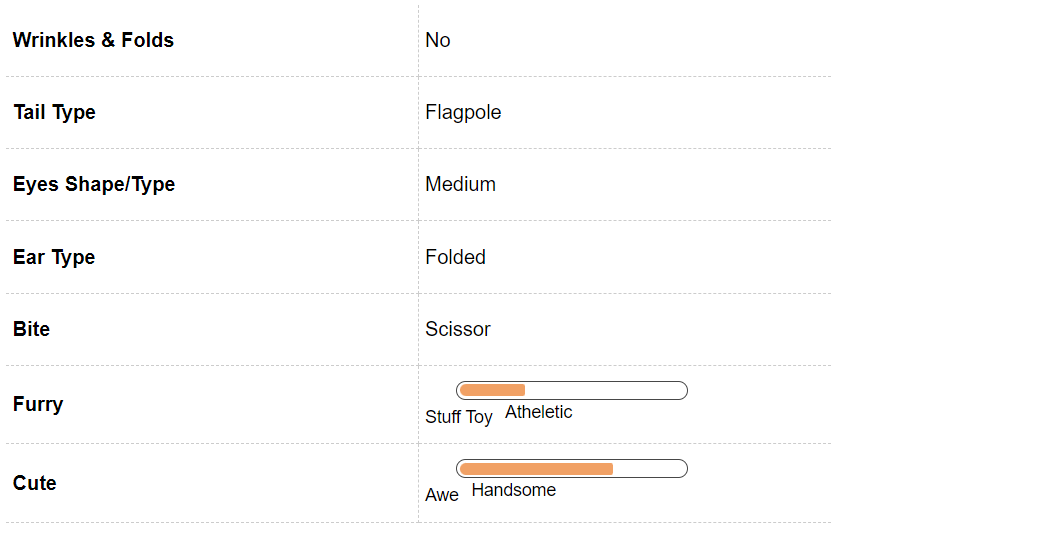 Wrinkles & Folds No
Tail Type Flagpole
Eyes Shape/Type Medium
Ear Type Folded
Bite Scissor
Furry
Stuff Toy Atheletic
Cute
Awe Handsome